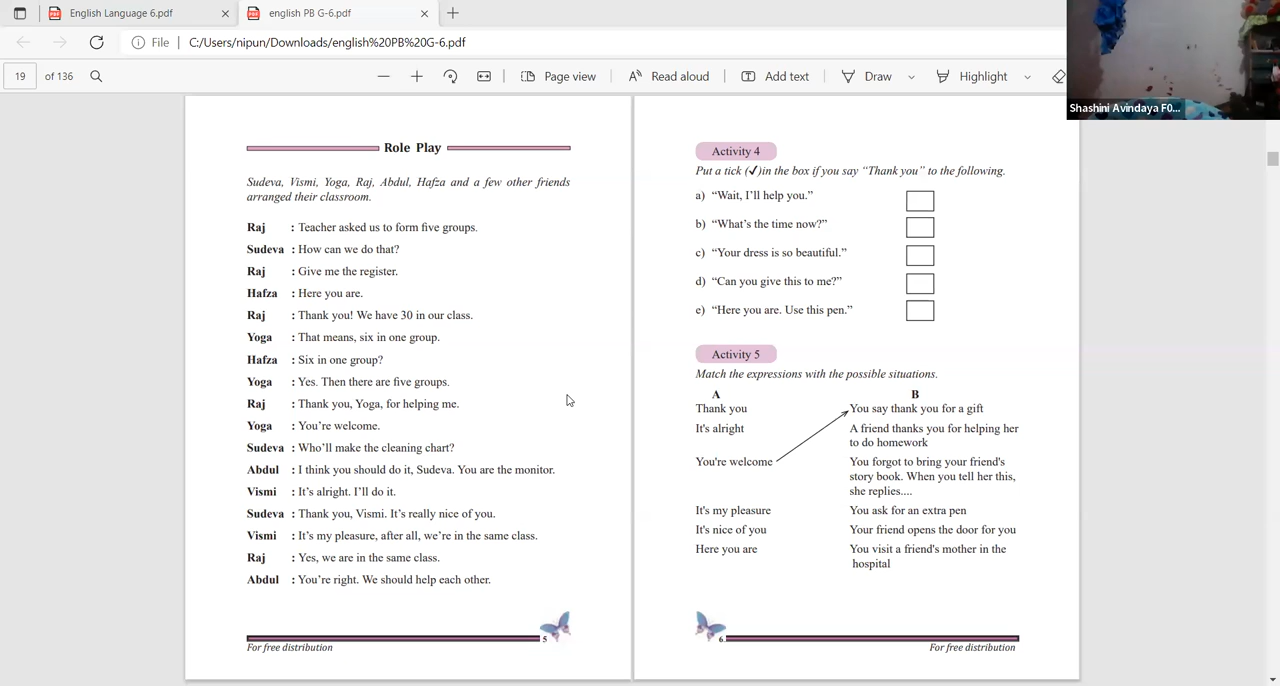 English Language 6.pdf
english PB G-6.pdf
File
C:/Users/nipun/Downloads/english%20PB%20G-6.pdf
19 of 136
Page view
Read aloud
Add text
Draw
Highlight
Shashini Avindaya F0...
Role Play
Sudeva, Vismi, Yoga, Raj, Abdul, Hafza and a few other friends
arranged their classroom.
Raj : Teacher asked us to form five groups.
Sudeva : How can we do that?
Raj : Give me the register.
Hafza : Here you are.
Raj : Thank you! We have 30 in our class.
Yoga : That means, six in one group.
Hafza : Six in one group?
Yoga : Yes. Then there are five groups.
Raj : Thank you, Yoga, for helping me.
Yoga : You’re welcome.
Sudeva : Who’ll make the cleaning chart?
Abdul : I think you should do it, Sudeva. You are the monitor.
Vismi : It’s alright. I’ll do it.
Sudeva : Thank you, Vismi. It’s really nice of you.
Vismi : It’s my pleasure, after all, we’re in the same class.
Raj : Yes, we are in the same class.
Abdul : You’re right. We should help each other.
5
For free distribution
Activity 4
Put a tick (✓)in the box if you say “Thank you” to the following.
a) “Wait, I’ll help you.”
b) “What’s the time now?”
c) “Your dress is so beautiful.”
d) “Can you give this to me?”
e) “Here you are. Use this pen.”
Activity 5
Match the expressions with the possible situations.
A B
Thank you You say thank you for a gift
It's alright A friend thanks you for helping her
to do homework
You're welcome You forgot to bring your friend's
story book. When you tell her this,
she replies....
It's my pleasure You ask for an extra pen
It's nice of you Your friend opens the door for you
Here you are You visit a friend's mother in the
hospital
6
For free distribution